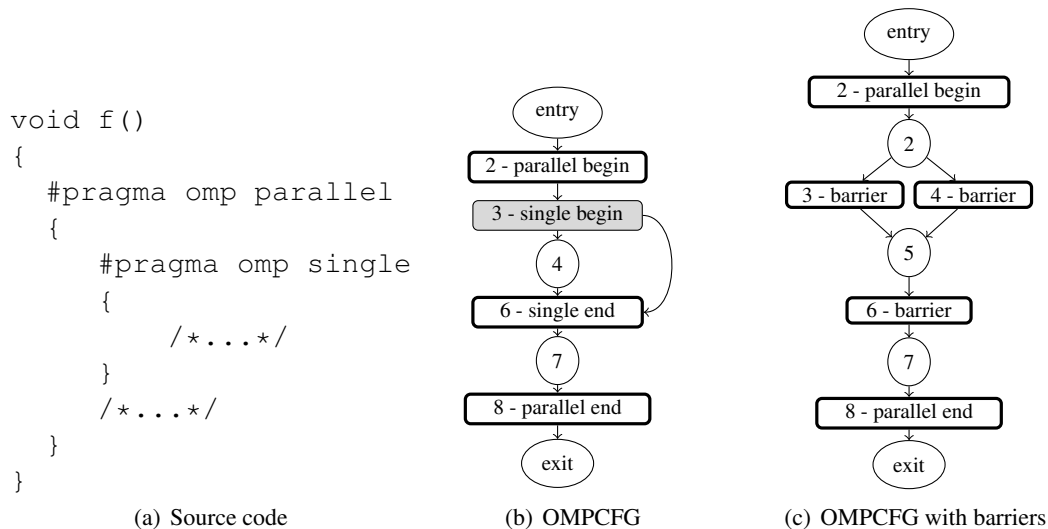 void f()
{
#pragma omp parallel
{
#pragma omp single
{
/*...*/
}
/*...*/
}
}
(a) Source code
entry
2 - parallel begin
3 - single begin
4
6 - single end
7
8 - parallel end
exit
(b) OMPCFG
entry
2 - parallel begin
2
3 - barrier 4 - barrier
5
6 - barrier
7
8 - parallel end
exit
(c) OMPCFG with barriers